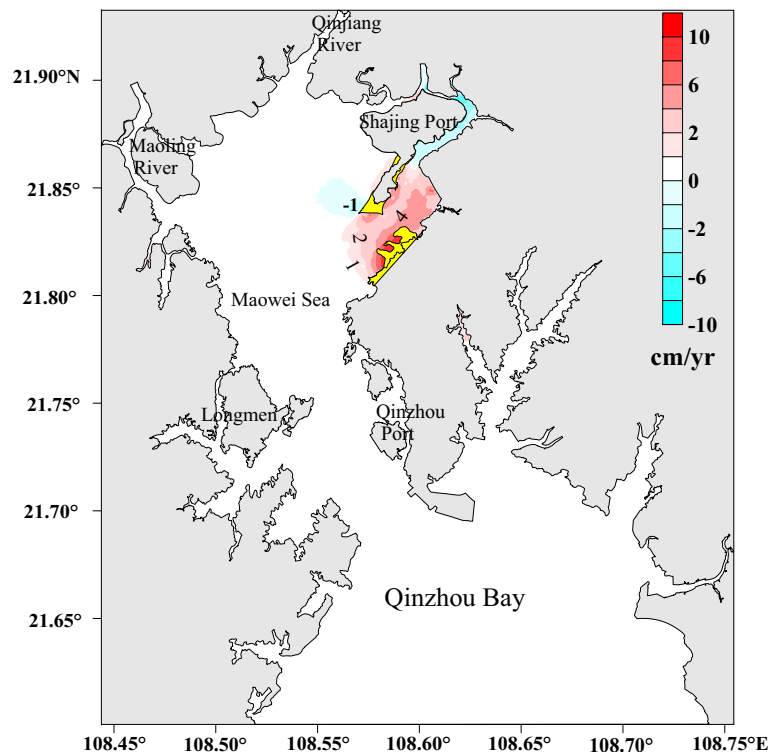 Qinjiang
River
21.90°N
10
6
2
0
-2
-6
-10
cm/yr
Shajing Port
Maoling
River
21.85°
-1
4
2
1
21.80°
Maowei Sea
21.75°
Longmen
Qinzhou
Port
21.70°
Qinzhou Bay
21.65°
108.45° 108.50° 108.55° 108.60° 108.65° 108.70° 108.75°E